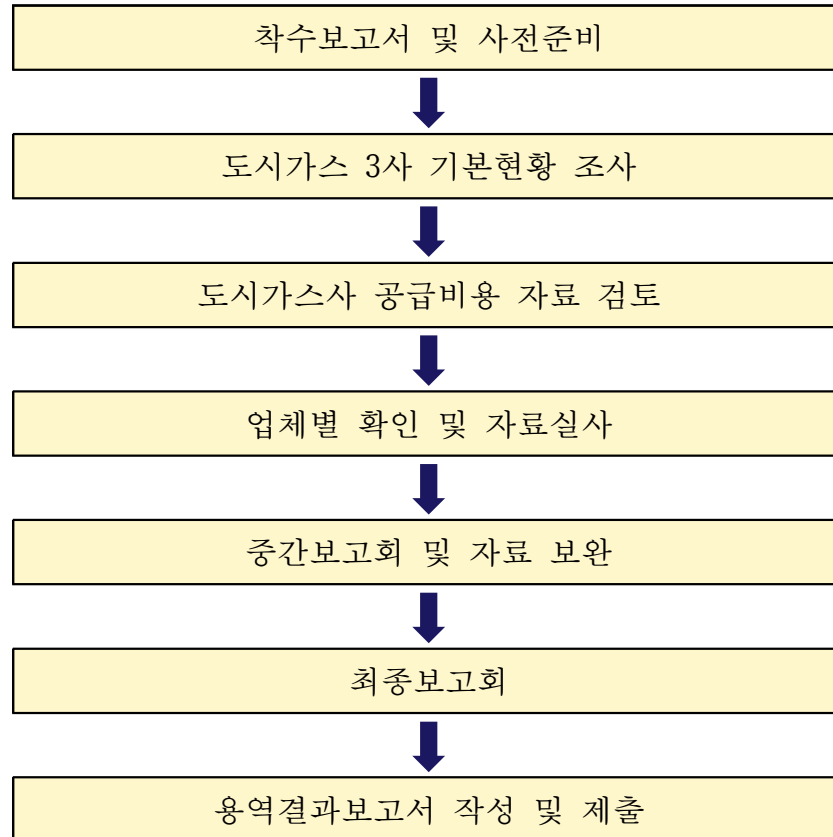 착수보고서 및 사전준비
도시가스 3사 기본현황 조사
도시가스사 공급비용 자료 검토
업체별 확인 및 자료실사
중간보고회 및 자료 보완
최종보고회
용역결과보고서 작성 및 제출